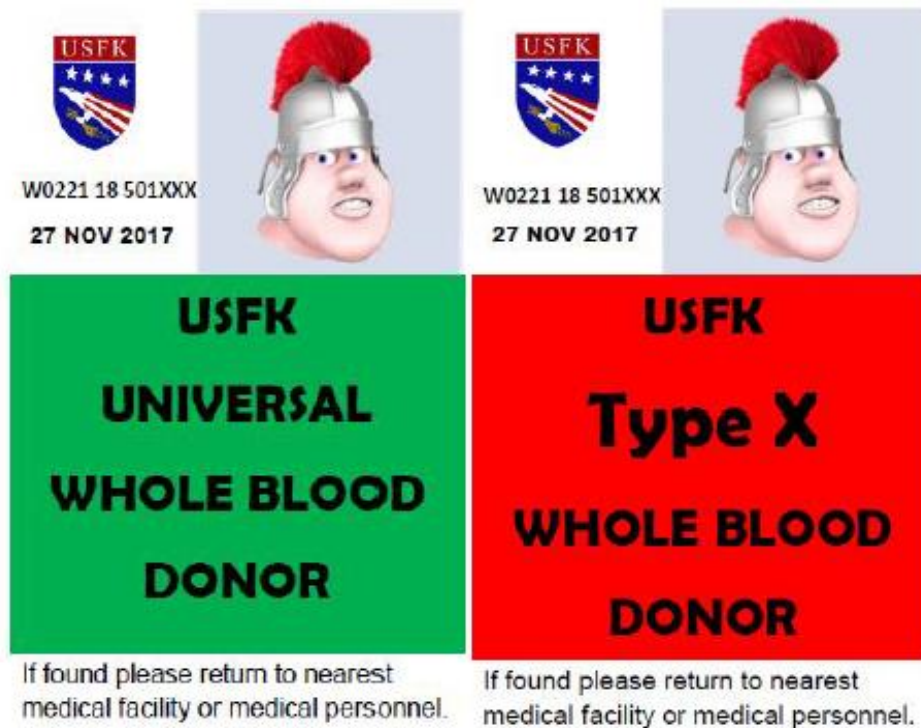 USFK
W0221 18 501XXX
27 NOV 2017
USFK
UNIVERSAL
WHOLE BLOOD
DONOR
If found please return to nearest
medical facility or medical personnel.
USFK
W0221 18 501XXX
27 NOV 2017
USFK
Type X
WHOLE BLOOD
DONOR
If found please return to nearest
medical facility or medical personnel.